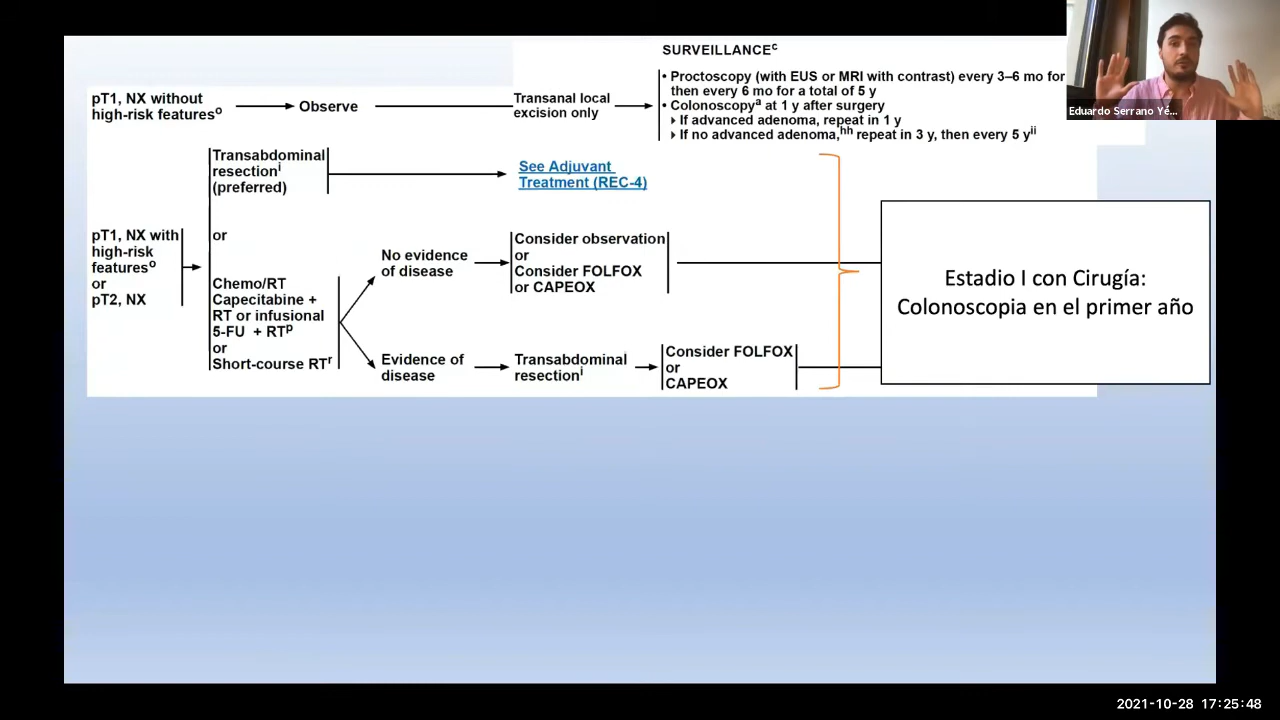 SURVEILLANCEc
• Proctoscopy (with EUS or MRI with contrast) every 3–6 mo for
then every 6 mo for a total of 5 y
• Colonoscopya at 1 y after surgery
‣ If advanced adenoma, repeat in 1 y
‣ If no advanced adenoma,hh repeat in 3 y, then every 5 yii
pT1, NX without
high-risk featureso
Observe
Transanal local
excision only
Transabdominal
resectioni
(preferred)
See Adjuvant
Treatment (REC-4)
pT1, NX with
high-risk
featureso
or
pT2, NX
or
Chemo/RT
Capecitabine +
RT or infusional
5-FU + RTp
or
Short-course RTr
No evidence
of disease
Consider observation
or
Consider FOLFOX
or CAPEOX
Evidence of
disease
Transabdominal
resectioni
Consider FOLFOX
or
CAPEOX
Estadio I con Cirugía:
Colonoscopia en el primer año
Eduardo Serrano Yé...
2021-10-28 17:25:48